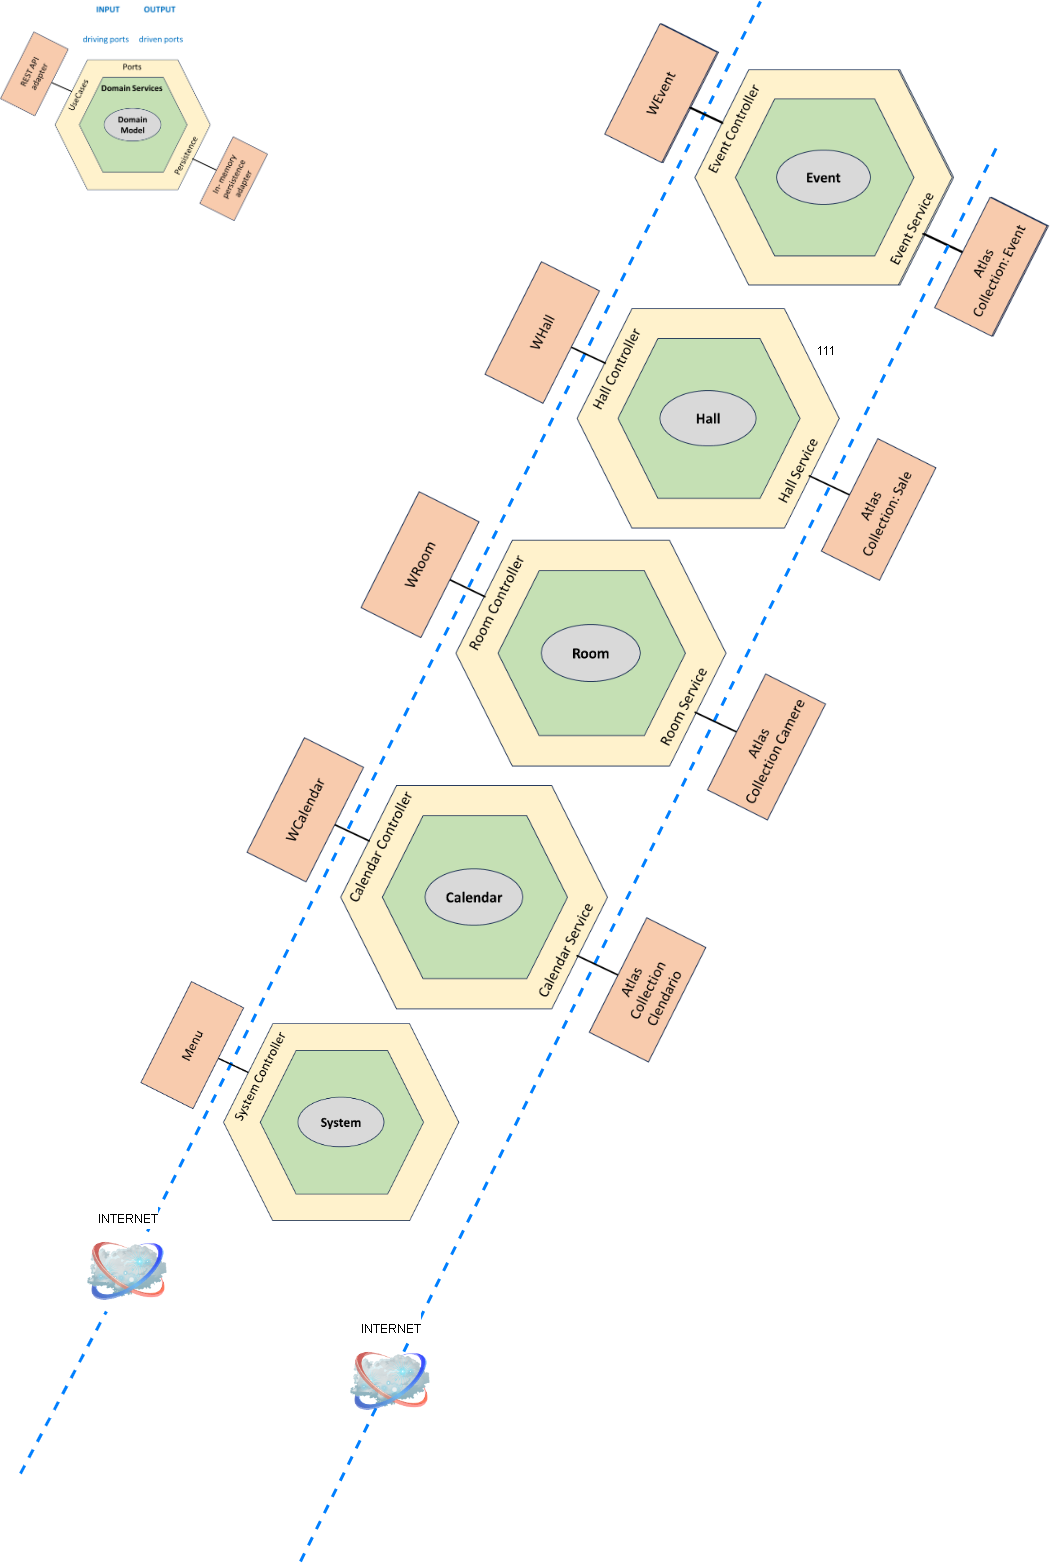 INPUT
OUTPUT
driving ports
driven ports
REST API
adapter
Ports
UseCases
Domain Services
Domain
Model
Persistence
In- memory
persistence
adapter
WEvent
Event Controller
Event
Event Service
Atlas
Collection: Event
WHall
Hall Controller
111
Hall
Hall Service
Atlas
Collection: Sale
WRoom
Room Controller
Room
Room Service
Atlas
Collection Camere
WCalendar
Calendar Controller
Calendar
Calendar Service
Atlas
Collection
Clendario
Menu
System Controller
System
INTERNET
INTERNET